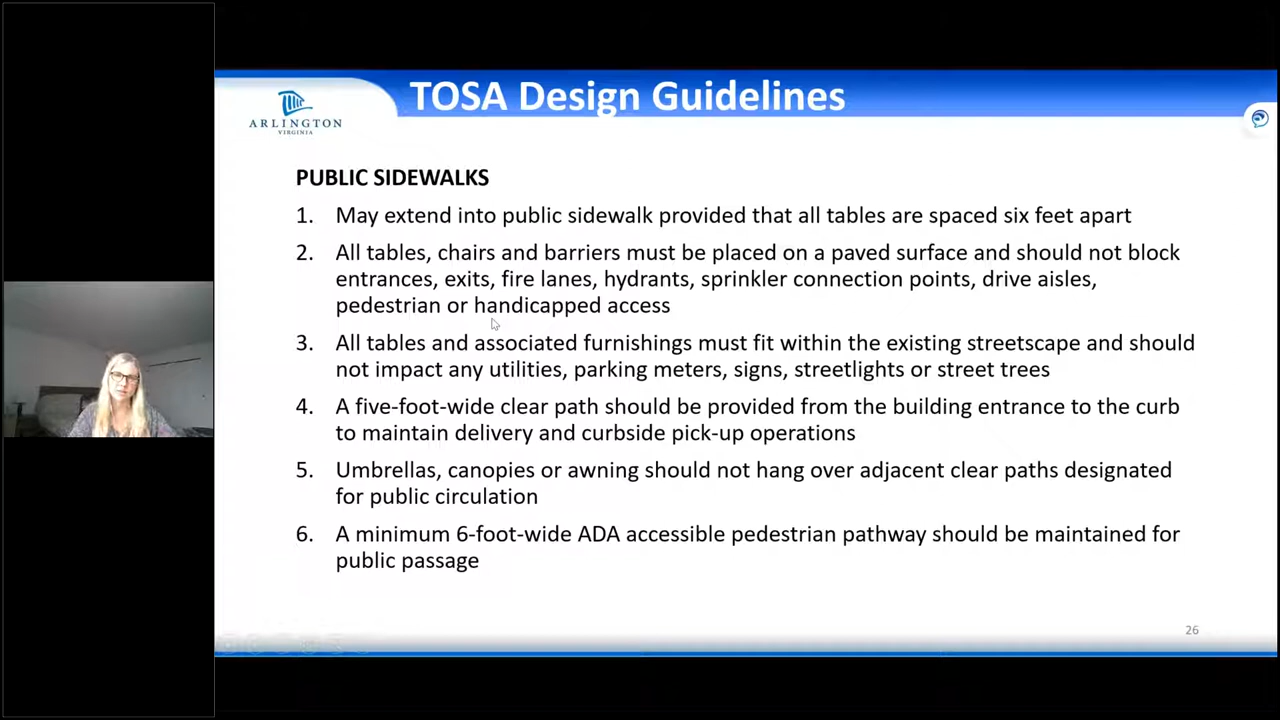 TOSA Design Guidelines
ARLINGTON
VIRGINIA
PUBLIC SIDEWALKS
1. May extend into public sidewalk provided that all tables are spaced six feet apart
2. All tables, chairs and barriers must be placed on a paved surface and should not block
entrances, exits, fire lanes, hydrants, sprinkler connection points, drive aisles,
pedestrian or handicapped access
3. All tables and associated furnishings must fit within the existing streetscape and should
not impact any utilities, parking meters, signs, streetlights or street trees
4. A five-foot-wide clear path should be provided from the building entrance to the curb
to maintain delivery and curbside pick-up operations
5. Umbrellas, canopies or awning should not hang over adjacent clear paths designated
for public circulation
6. A minimum 6-foot-wide ADA accessible pedestrian pathway should be maintained for
public passage
26